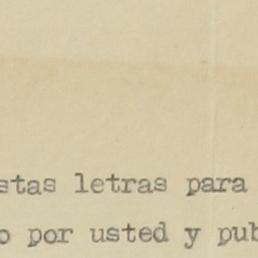 stas letras para
o por usted y pub